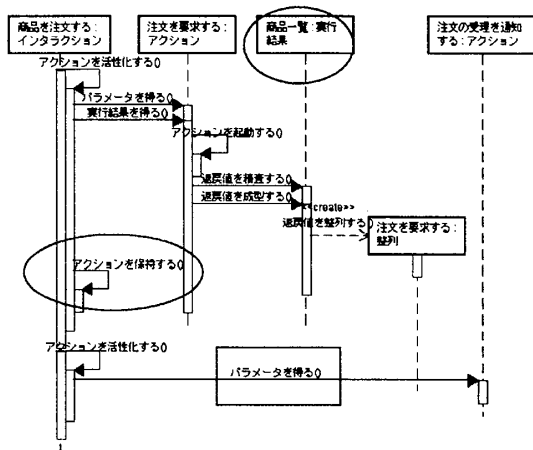 商品を注文する：
インタラクション
注文を要求する：
アクション
商品一覧：実行
結果
注文の受理を通知
する：アクション
アクションを活性化する()
パラメータを得る()
実行結果を得る()
アクションを起動する()
返戻値を検査する()
返戻値を成型する()
<<create>>
返戻値を整列する()
注文を要求する：
整列
アクションを保持する()
アクションを活性化する()
パラメータを得る()